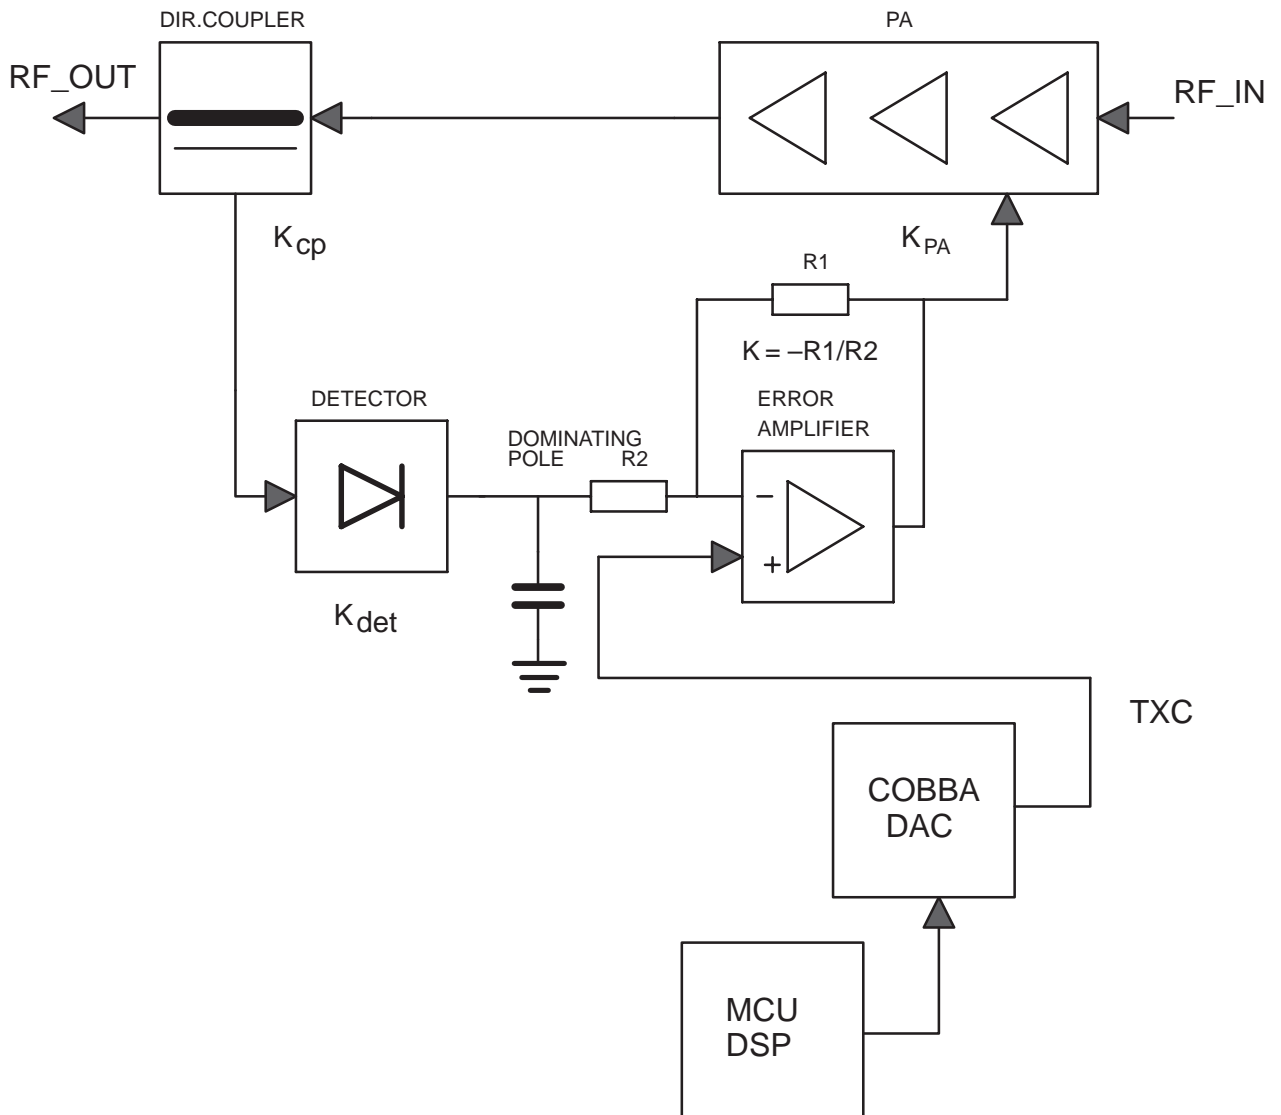 DIR.COUPLER
PA
RF_OUT
RF_IN
Kcp
KPA
R1
K = –R1/R2
DETECTOR
ERROR
AMPLIFIER
DOMINATING
POLE
R2
–
+
Kdet
TXC
COBBA
DAC
MCU
DSP